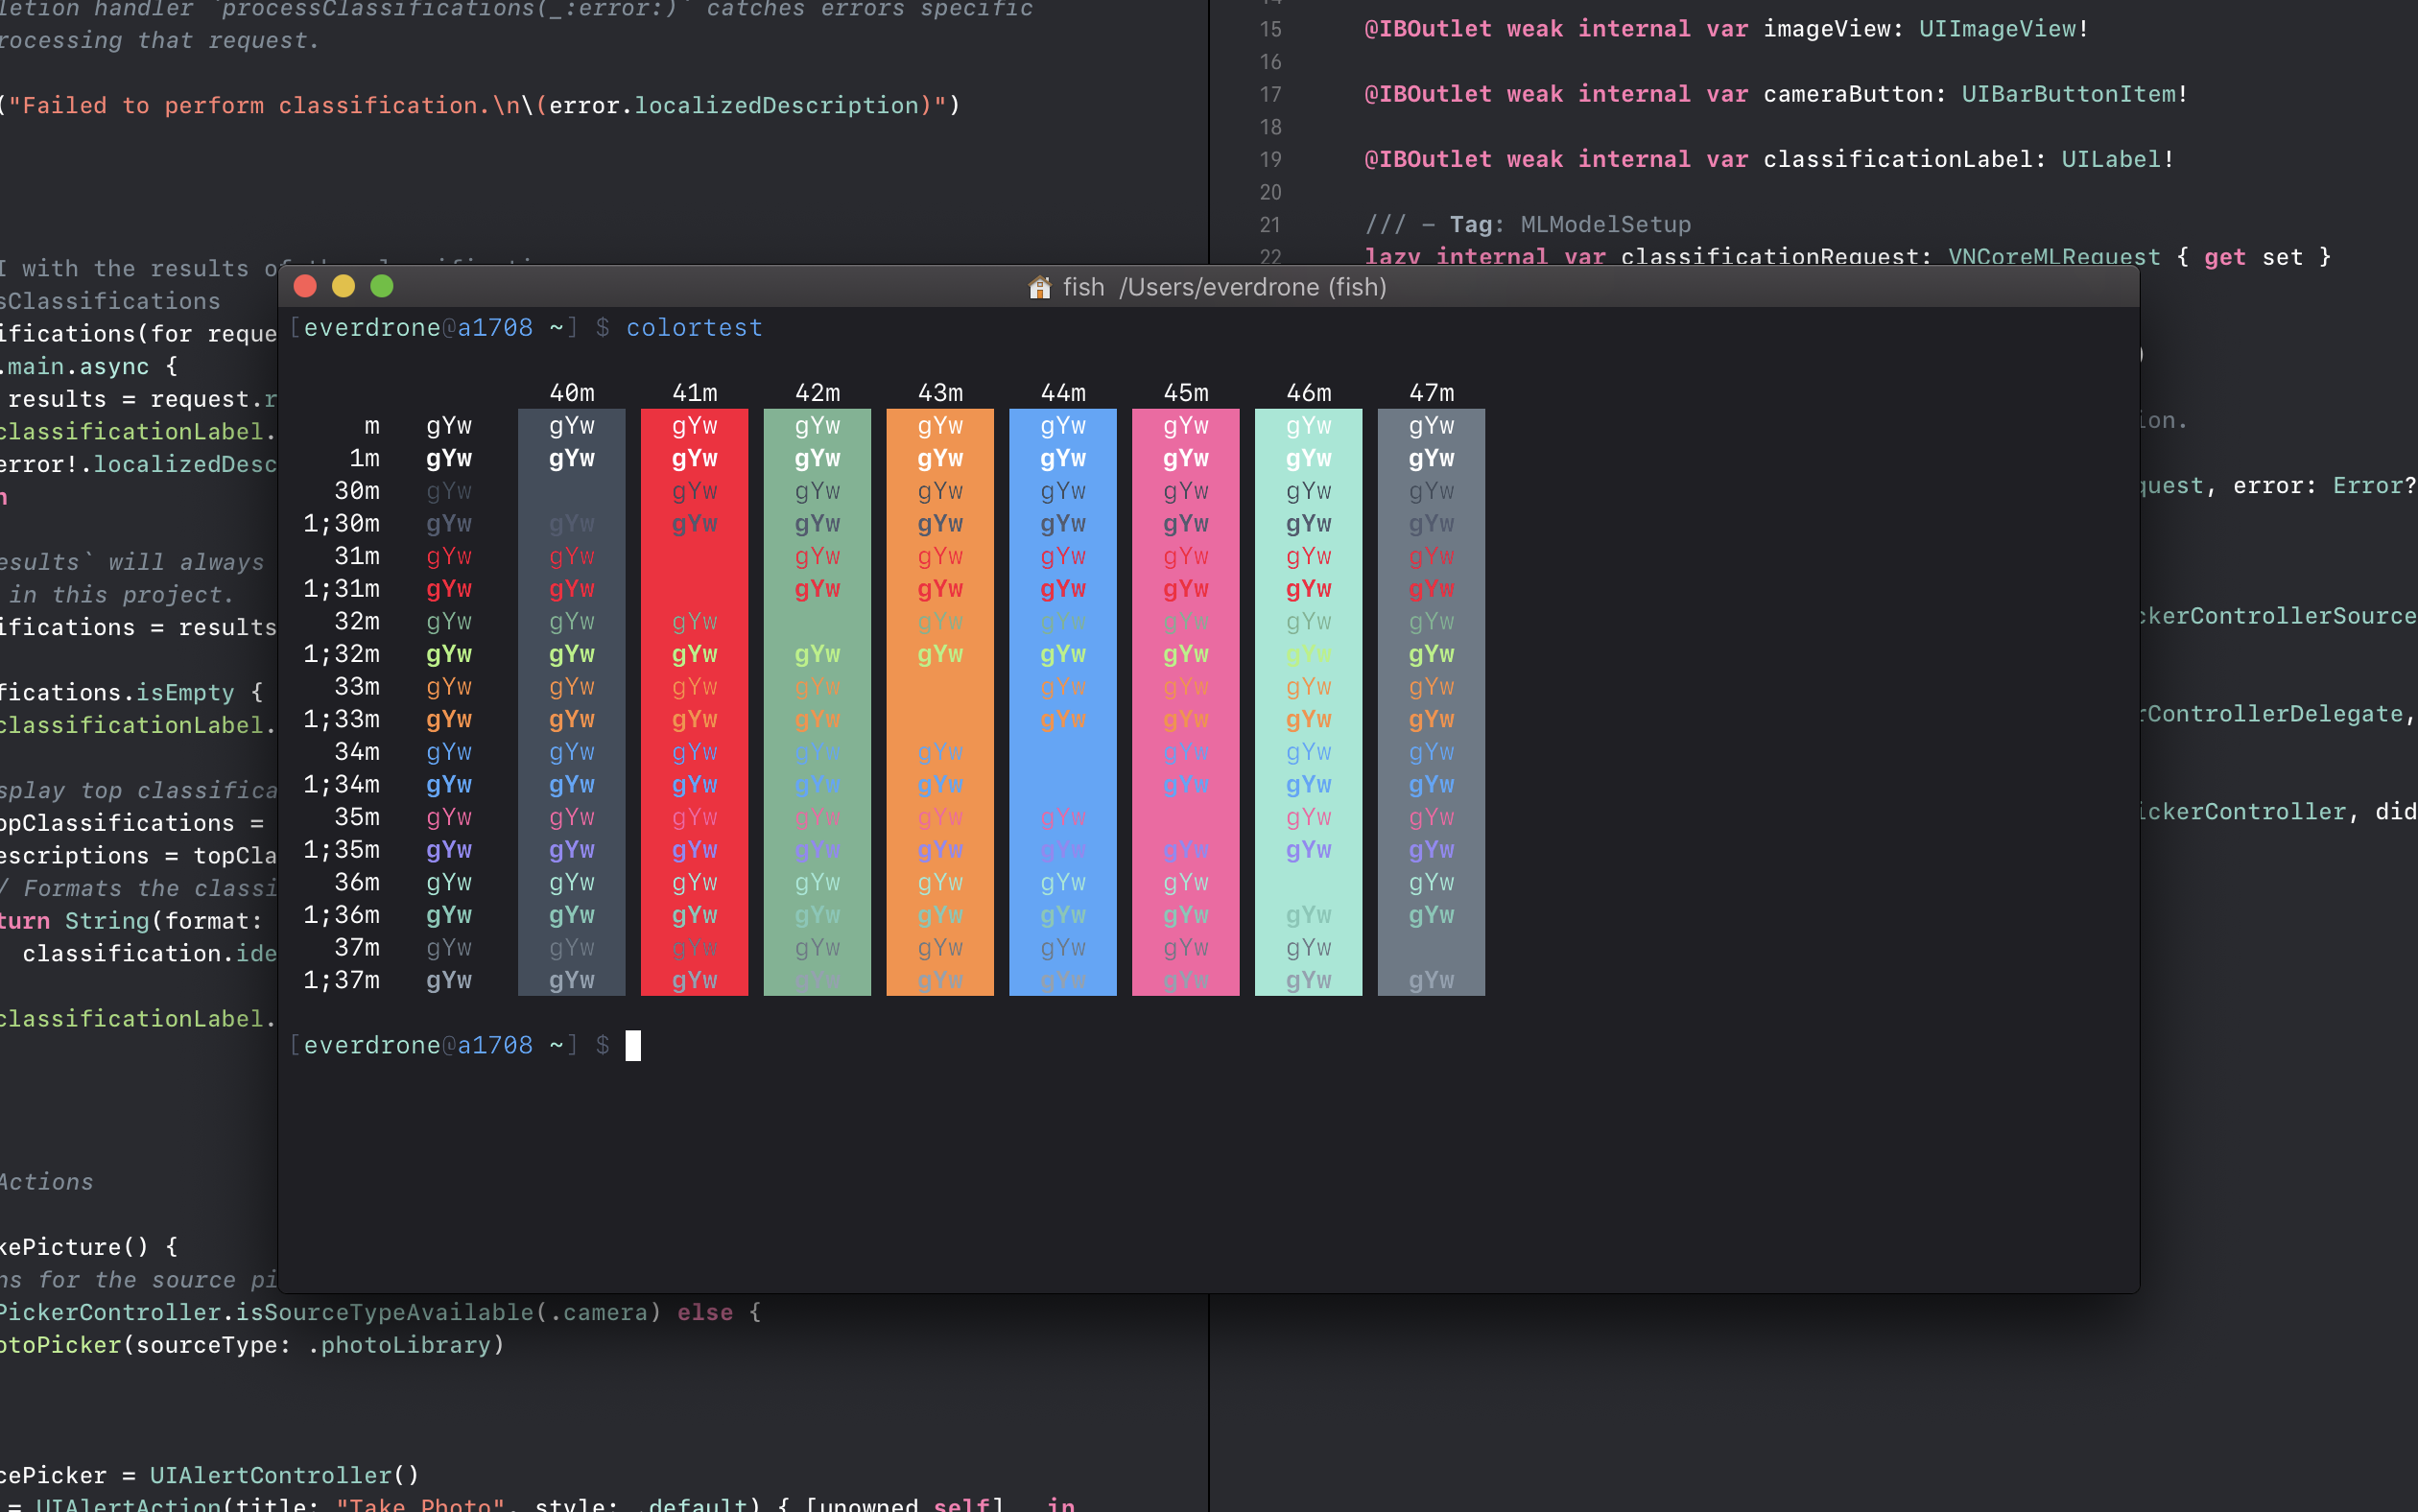 letion handler `processClassifications(_:error:)` catches errors specific
rocessing that request.
("Failed to perform classification.\n\(error.localizedDescription)")
I with the results of the classification
sClassifications
ifications(for reque
.main.async {
results = request.r
classificationLabel.
error!.localizedDesc
n
esults` will always
in this project.
ifications = results
fications.isEmpty {
classificationLabel.
splay top classifica
opClassifications =
escriptions = topCla
/ Formats the classi
turn String(format:
classification.ide
classificationLabel.
Actions
kePicture() {
ns for the source pi
PickerController.isSourceTypeAvailable(.camera) else {
otoPicker(sourceType: .photoLibrary)
cePicker = UIAlertController()
= UIAlertAction(title: "Take Photo", style: .default) { [unowned self] _ in
14
15 @IBOutlet weak internal var imageView: UIImageView!
16
17 @IBOutlet weak internal var cameraButton: UIBarButtonItem!
18
19 @IBOutlet weak internal var classificationLabel: UILabel!
20
21 /// - Tag: MLModelSetup
22 lazy internal var classificationRequest: VNCoreMLRequest { get set }
)
ion.
quest, error: Error?
ckerControllerSource
rControllerDelegate,
ickerController, did
fish /Users/everdrone (fish)
[everdrone@a1708 ~] $ colortest
40m 41m 42m 43m 44m 45m 46m 47m
m gYw gYw gYw gYw gYw gYw gYw gYw gYw
1m gYw gYw gYw gYw gYw gYw gYw gYw gYw
30m gYw gYw gYw gYw gYw gYw gYw gYw
1;30m gYw gYw gYw gYw gYw gYw gYw gYw gYw
31m gYw gYw gYw gYw gYw gYw gYw gYw
1;31m gYw gYw gYw gYw gYw gYw gYw gYw
32m gYw gYw gYw gYw gYw gYw gYw gYw
1;32m gYw gYw gYw gYw gYw gYw gYw gYw gYw
33m gYw gYw gYw gYw gYw gYw gYw gYw
1;33m gYw gYw gYw gYw gYw gYw gYw gYw
34m gYw gYw gYw gYw gYw gYw gYw gYw
1;34m gYw gYw gYw gYw gYw gYw gYw gYw
35m gYw gYw gYw gYw gYw gYw gYw gYw
1;35m gYw gYw gYw gYw gYw gYw gYw gYw gYw
36m gYw gYw gYw gYw gYw gYw gYw gYw
1;36m gYw gYw gYw gYw gYw gYw gYw gYw gYw
37m gYw gYw gYw gYw gYw gYw gYw gYw
1;37m gYw gYw gYw gYw gYw gYw gYw gYw gYw
[everdrone@a1708 ~] $